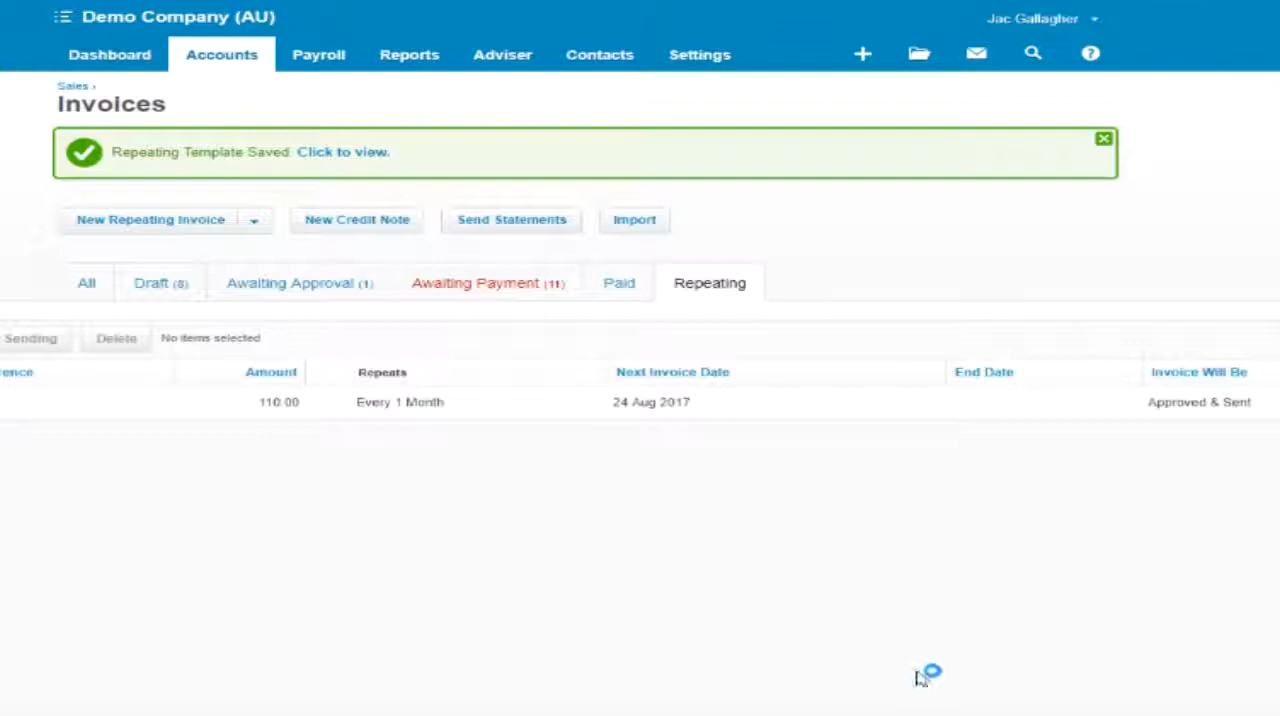 Demo Company (AU)
Jac Gallagher
Dashboard Accounts Payroll Reports Adviser Contacts Settings
Sales ›
Invoices
Repeating Template Saved. Click to view.
New Repeating Invoice New Credit Note Send Statements Import
All Draft (8) Awaiting Approval (1) Awaiting Payment (11) Paid Repeating
Sending Delete No items selected
rence Amount Repeats Next Invoice Date End Date Invoice Will Be
110.00 Every 1 Month 24 Aug 2017 Approved & Sent